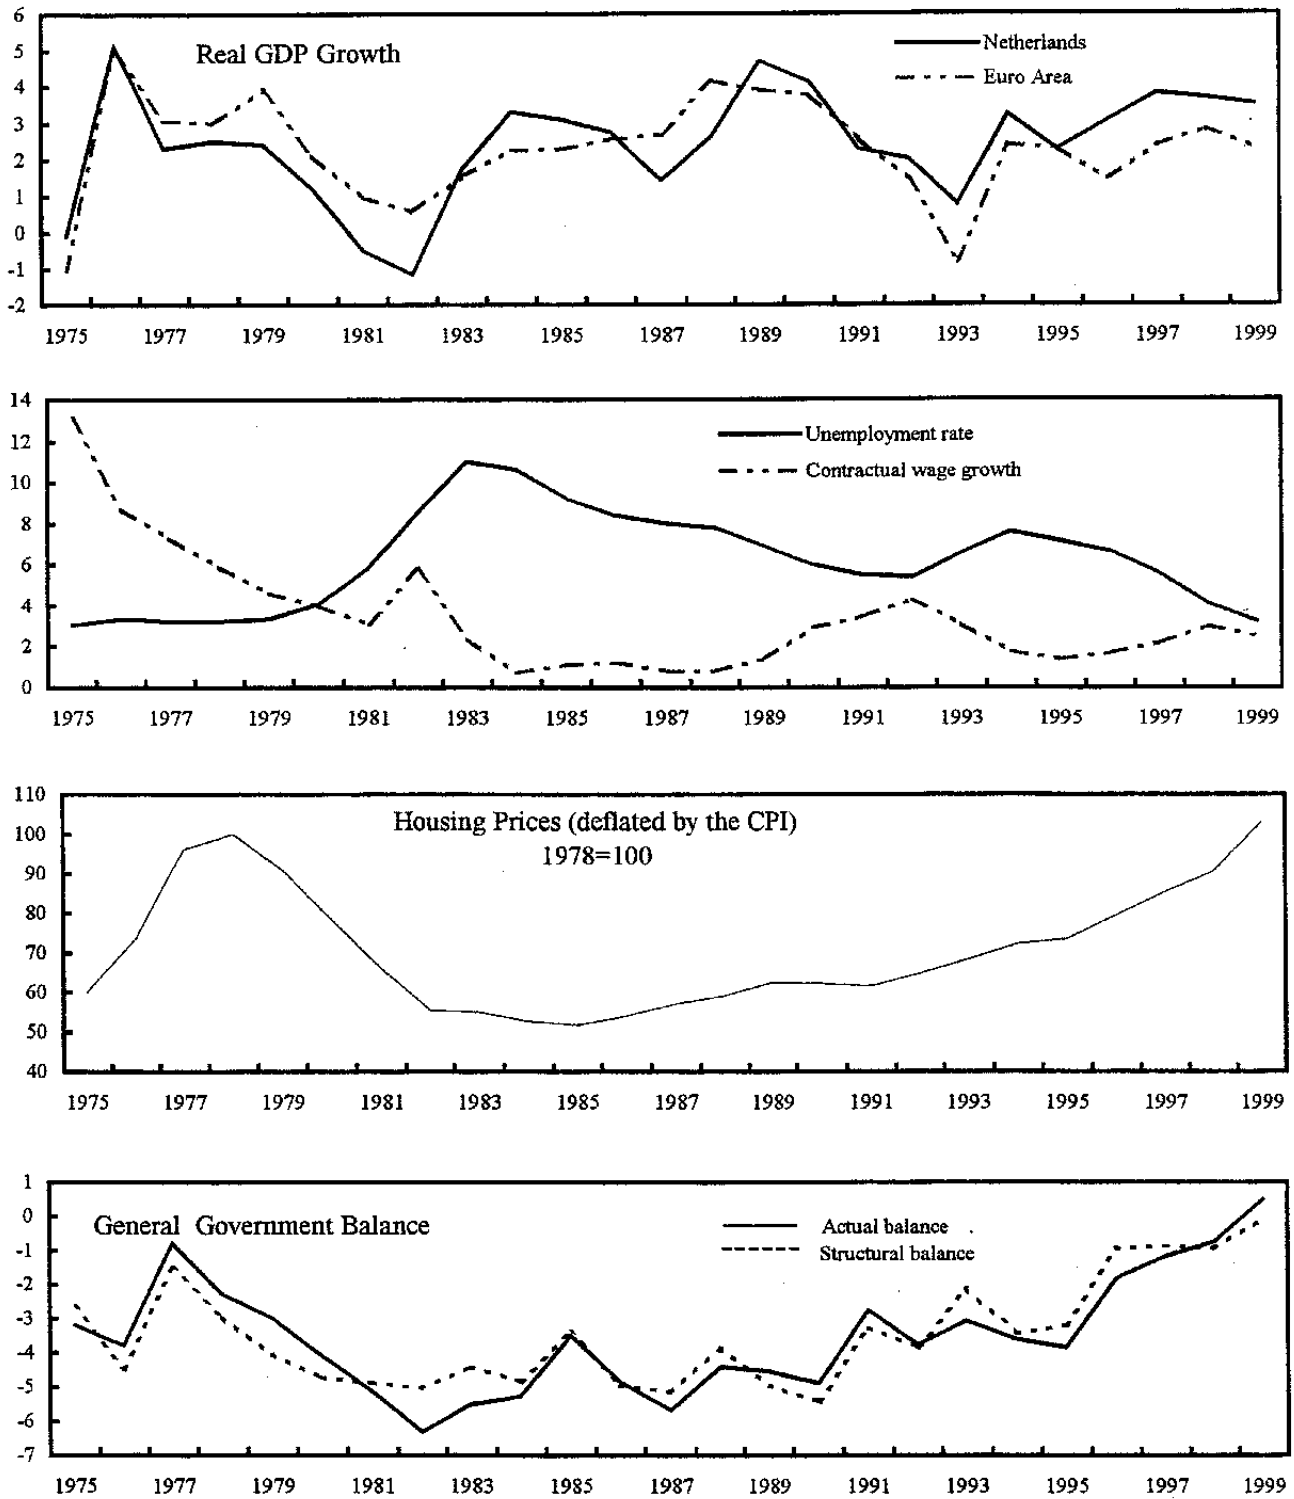 6
Real GDP Growth
Netherlands
Euro Area
5
4
3
2
1
0
-1
-2
1975 1977 1979 1981 1983 1985 1987 1989 1991 1993 1995 1997 1999
14
Unemployment rate
Contractual wage growth
12
10
8
6
4
2
0
1975 1977 1979 1981 1983 1985 1987 1989 1991 1993 1995 1997 1999
110
Housing Prices (deflated by the CPI)
1978=100
100
90
80
70
60
50
40
1975 1977 1979 1981 1983 1985 1987 1989 1991 1993 1995 1997 1999
1
General Government Balance
Actual balance
Structural balance
0
-1
-2
-3
-4
-5
-6
-7
1975 1977 1979 1981 1983 1985 1987 1989 1991 1993 1995 1997 1999